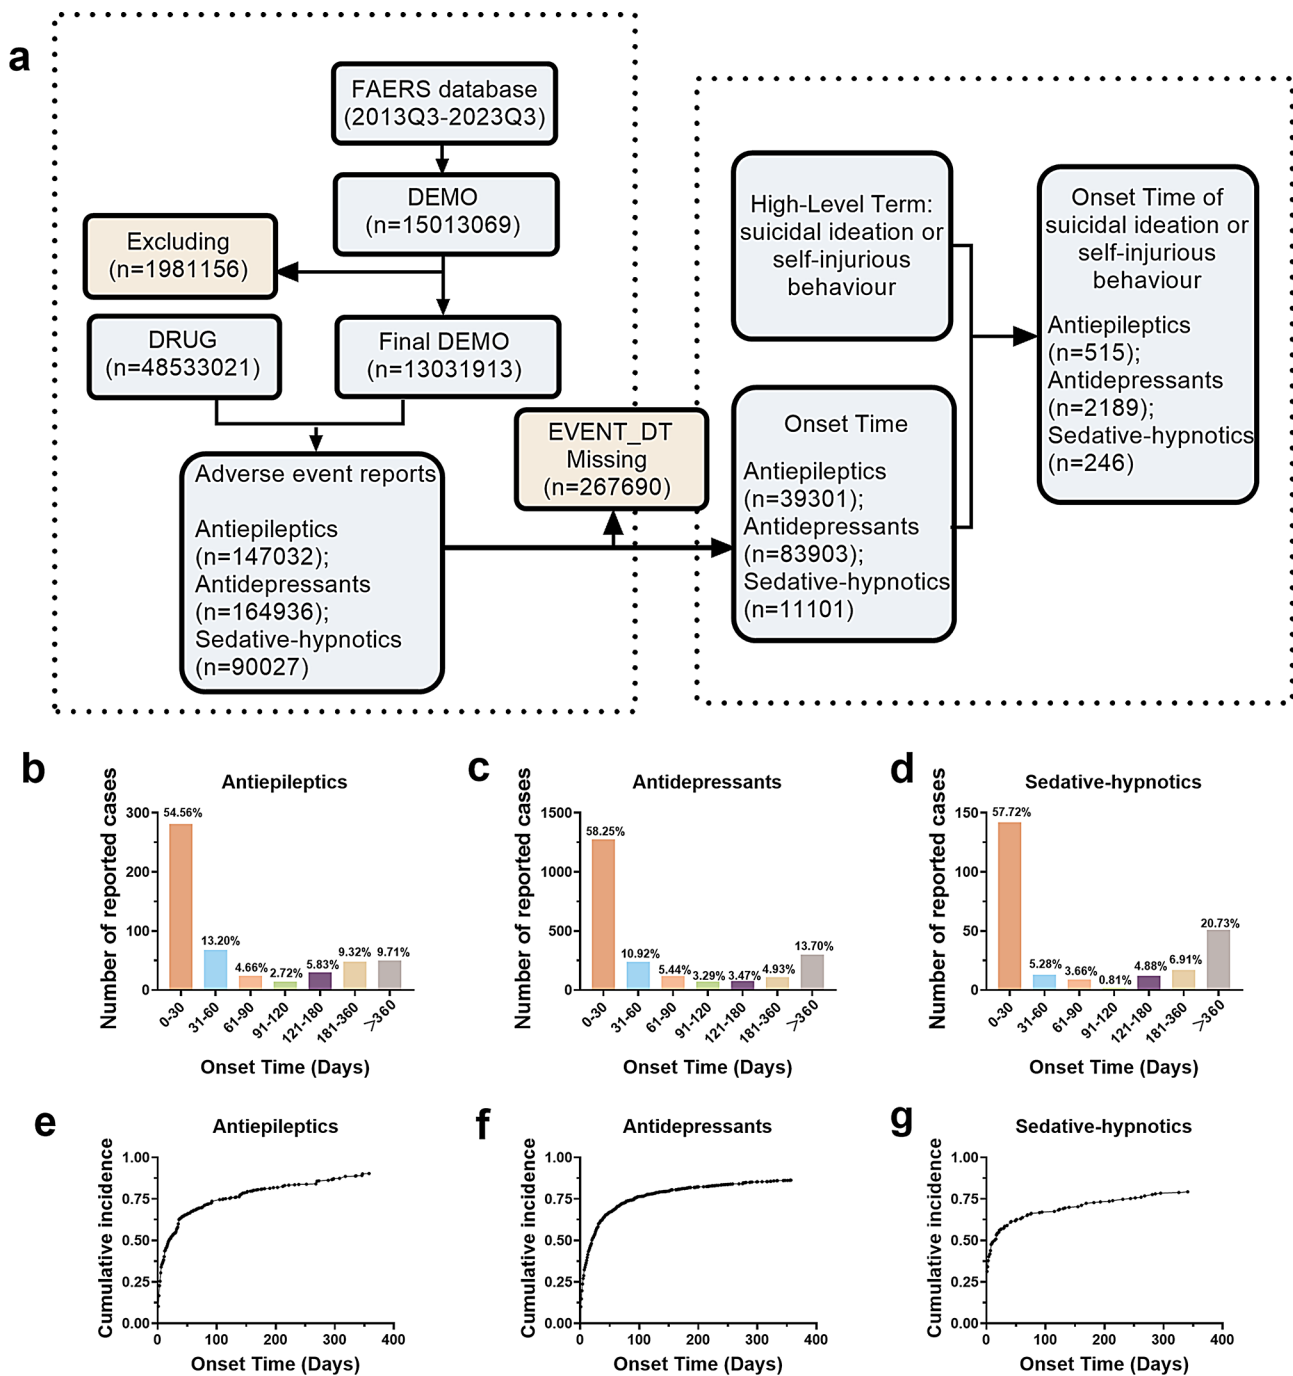 a
FAERS database
(2013Q3-2023Q3)
DEMO
(n=15013069)
Excluding
(n=1981156)
DRUG
(n=48533021)
Final DEMO
(n=13031913)
Adverse event reports
Antiepileptics
(n=147032);
Antidepressants
(n=164936);
Sedative-hypnotics
(n=90027)
EVENT_DT
Missing
(n=267690)
High-Level Term:
suicidal ideation or
self-injurious
behaviour
Onset Time
Antiepileptics
(n=39301);
Antidepressants
(n=83903);
Sedative-hypnotics
(n=11101)
Onset Time of
suicidal ideation or
self-injurious
behaviour
Antiepileptics
(n=515);
Antidepressants
(n=2189);
Sedative-hypnotics
(n=246)
b
Antiepileptics
Number of reported cases
300
200
100
0
54.56%
13.20%
4.66%
2.72%
5.83%
9.32%
9.71%
0-30
31-60
61-90
91-120
121-180
181-360
>360
Onset Time (Days)
c
Antidepressants
Number of reported cases
1500
1000
500
0
58.25%
10.92%
5.44%
3.29%
3.47%
4.93%
13.70%
0-30
31-60
61-90
91-120
121-180
181-360
>360
Onset Time (Days)
d
Sedative-hypnotics
Number of reported cases
150
100
50
0
57.72%
5.28%
3.66%
0.81%
4.88%
6.91%
20.73%
0-30
31-60
61-90
91-120
121-180
181-360
>360
Onset Time (Days)
e
Antiepileptics
Cumulative incidence
1.00
0.75
0.50
0.25
0.00
0 100 200 300 400
Onset Time (Days)
f
Antidepressants
Cumulative incidence
1.00
0.75
0.50
0.25
0.00
0 100 200 300 400
Onset Time (Days)
g
Sedative-hypnotics
Cumulative incidence
1.00
0.75
0.50
0.25
0.00
0 100 200 300 400
Onset Time (Days)